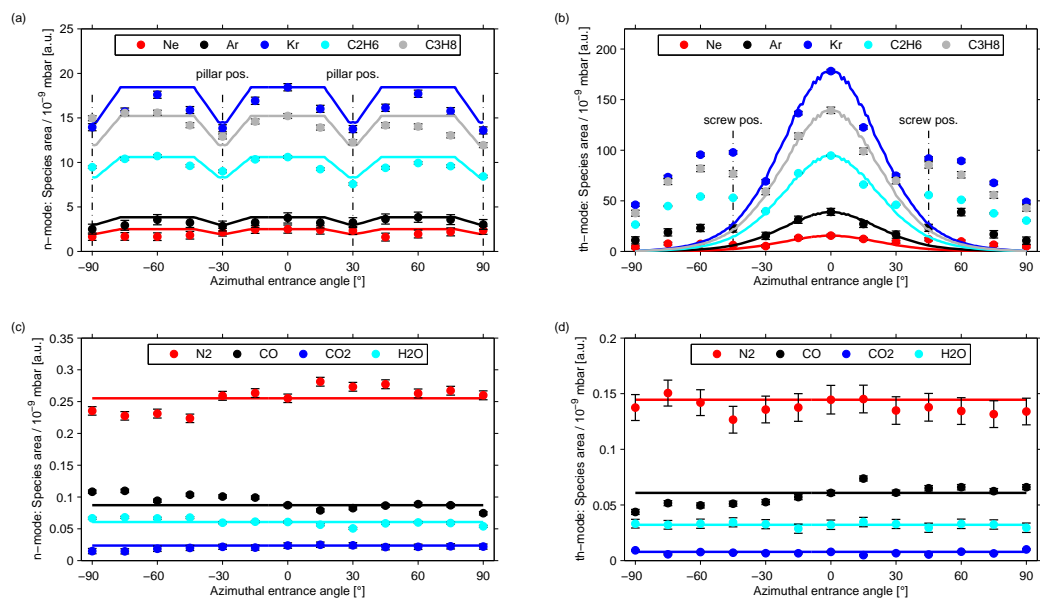 (a)
Ne Ar Kr C2H6 C3H8
pillar pos. pillar pos.
n−mode: Species area / 10⁻⁹ mbar [a.u.]
25
20
15
10
5
0
−90 −60 −30 0 30 60 90
Azimuthal entrance angle [°]
(b)
Ne Ar Kr C2H6 C3H8
screw pos. screw pos.
th−mode: Species area / 10⁻⁹ mbar [a.u.]
200
150
100
50
0
−90 −60 −30 0 30 60 90
Azimuthal entrance angle [°]
(c)
N2 CO CO2 H2O
n−mode: Species area / 10⁻⁹ mbar [a.u.]
0.35
0.3
0.25
0.2
0.15
0.1
0.05
0
−90 −60 −30 0 30 60 90
Azimuthal entrance angle [°]
(d)
N2 CO CO2 H2O
th−mode: Species area / 10⁻⁹ mbar [a.u.]
0.2
0.15
0.1
0.05
0
−90 −60 −30 0 30 60 90
Azimuthal entrance angle [°]